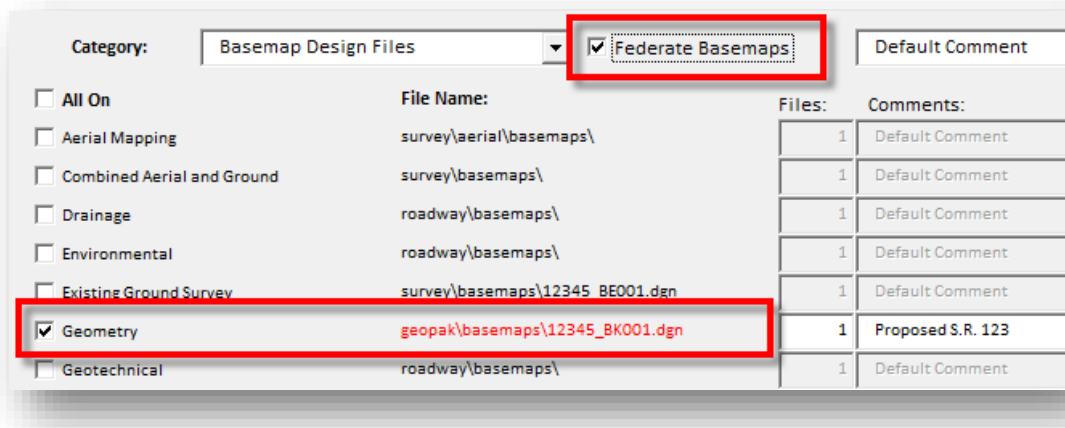 Category: Basemap Design Files Federate Basemaps Default Comment
All On File Name: Files: Comments:
Aerial Mapping survey\aerial\basemaps\ 1 Default Comment
Combined Aerial and Ground survey\basemaps\ 1 Default Comment
Drainage roadway\basemaps\ 1 Default Comment
Environmental roadway\basemaps\ 1 Default Comment
Existing Ground Survey survey\basemaps\12345_BE001.dgn 1 Default Comment
Geometry geopak\basemaps\12345_BK001.dgn 1 Proposed S.R. 123
Geotechnical roadway\basemaps\ 1 Default Comment